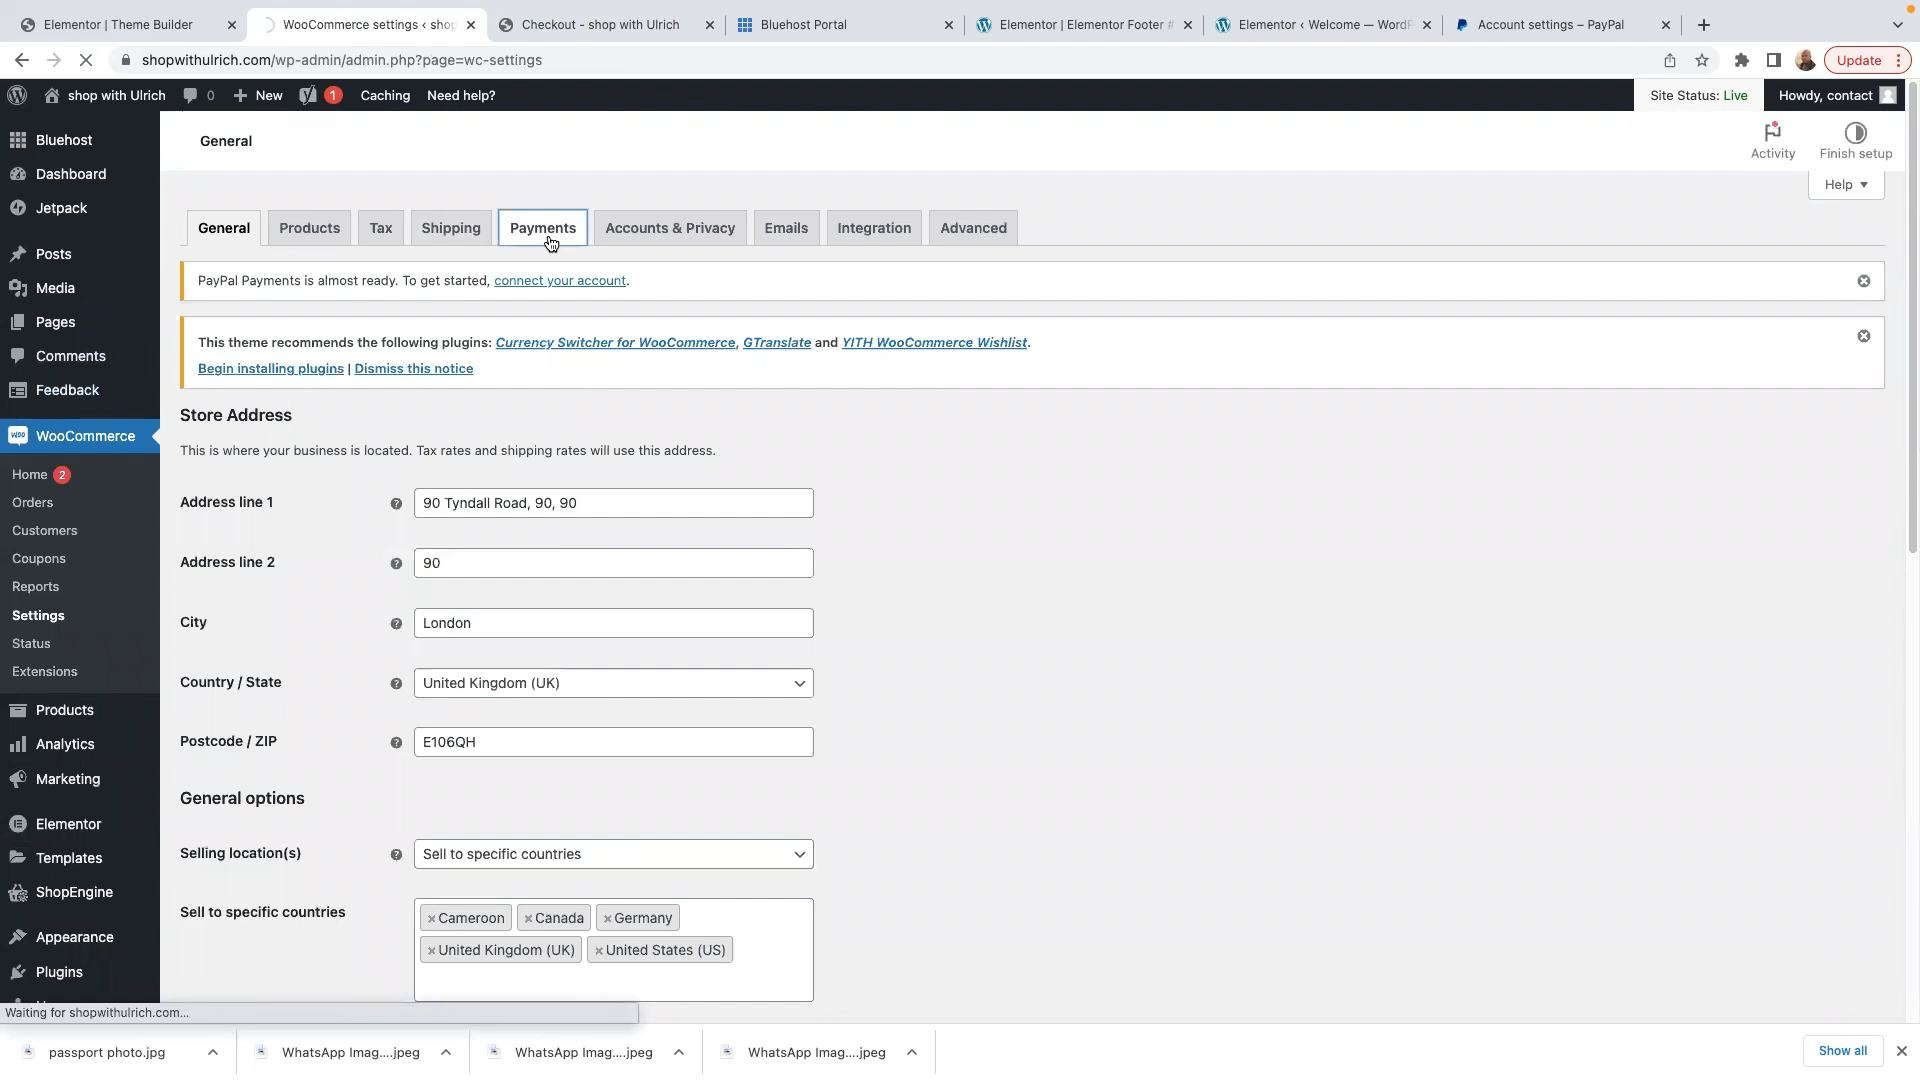 Elementor | Theme Builder
WooCommerce settings ‹ shop
Checkout - shop with Ulrich
Bluehost Portal
Elementor | Elementor Footer #
Elementor ‹ Welcome — WordP
Account settings – PayPal
shopwithulrich.com/wp-admin/admin.php?page=wc-settings
Update
shop with Ulrich
0
New
1
Caching
Need help?
Site Status: Live
Howdy, contact
Bluehost
Dashboard
Jetpack
Posts
Media
Pages
Comments
Feedback
WooCommerce
Home 2
Orders
Customers
Coupons
Reports
Settings
Status
Extensions
Products
Analytics
Marketing
Elementor
Templates
ShopEngine
Appearance
Plugins
General
Activity
Finish setup
Help
General
Products
Tax
Shipping
Payments
Accounts & Privacy
Emails
Integration
Advanced
PayPal Payments is almost ready. To get started, connect your account.
This theme recommends the following plugins: Currency Switcher for WooCommerce, GTranslate and YITH WooCommerce Wishlist.
Begin installing plugins | Dismiss this notice
Store Address
This is where your business is located. Tax rates and shipping rates will use this address.
Address line 1
90 Tyndall Road, 90, 90
Address line 2
90
City
London
Country / State
United Kingdom (UK)
Postcode / ZIP
E106QH
General options
Selling location(s)
Sell to specific countries
Sell to specific countries
×Cameroon ×Canada ×Germany
×United Kingdom (UK) ×United States (US)
Waiting for shopwithulrich.com...
passport photo.jpg
WhatsApp Imag....jpeg
WhatsApp Imag....jpeg
WhatsApp Imag....jpeg
Show all